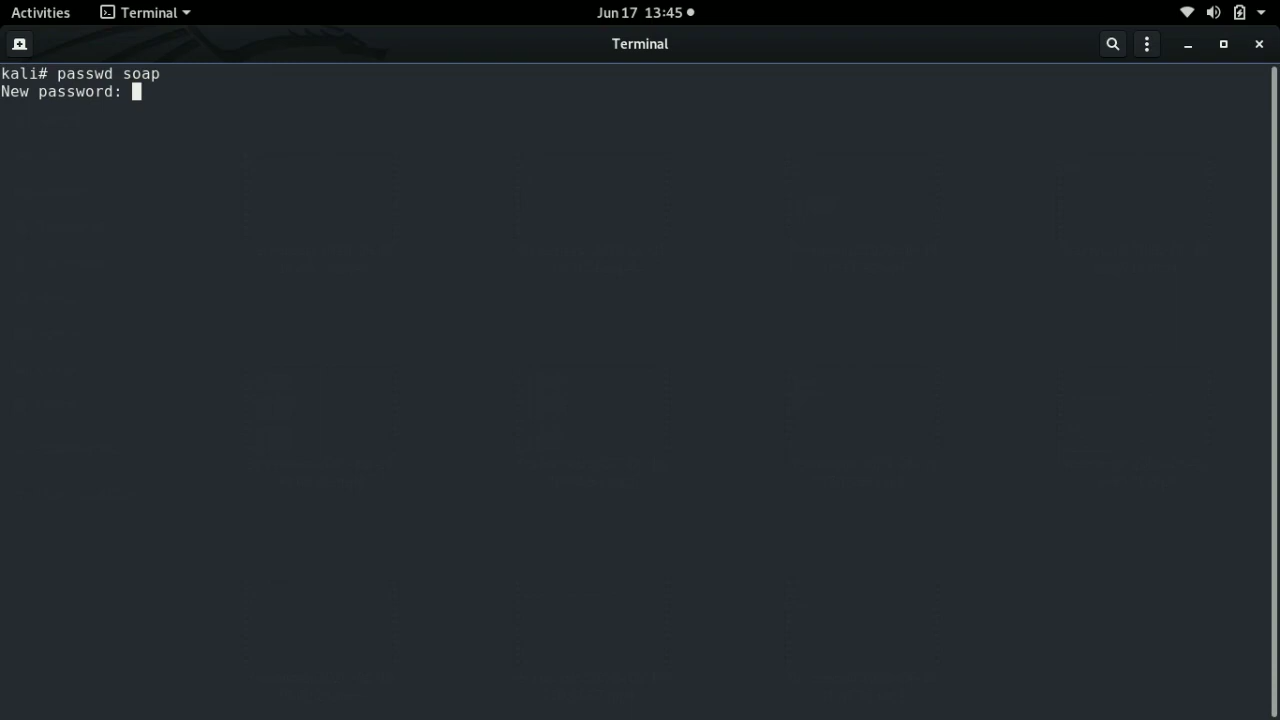 Activities Terminal Jun 17 13:45
Terminal
kali# passwd soap
New password: